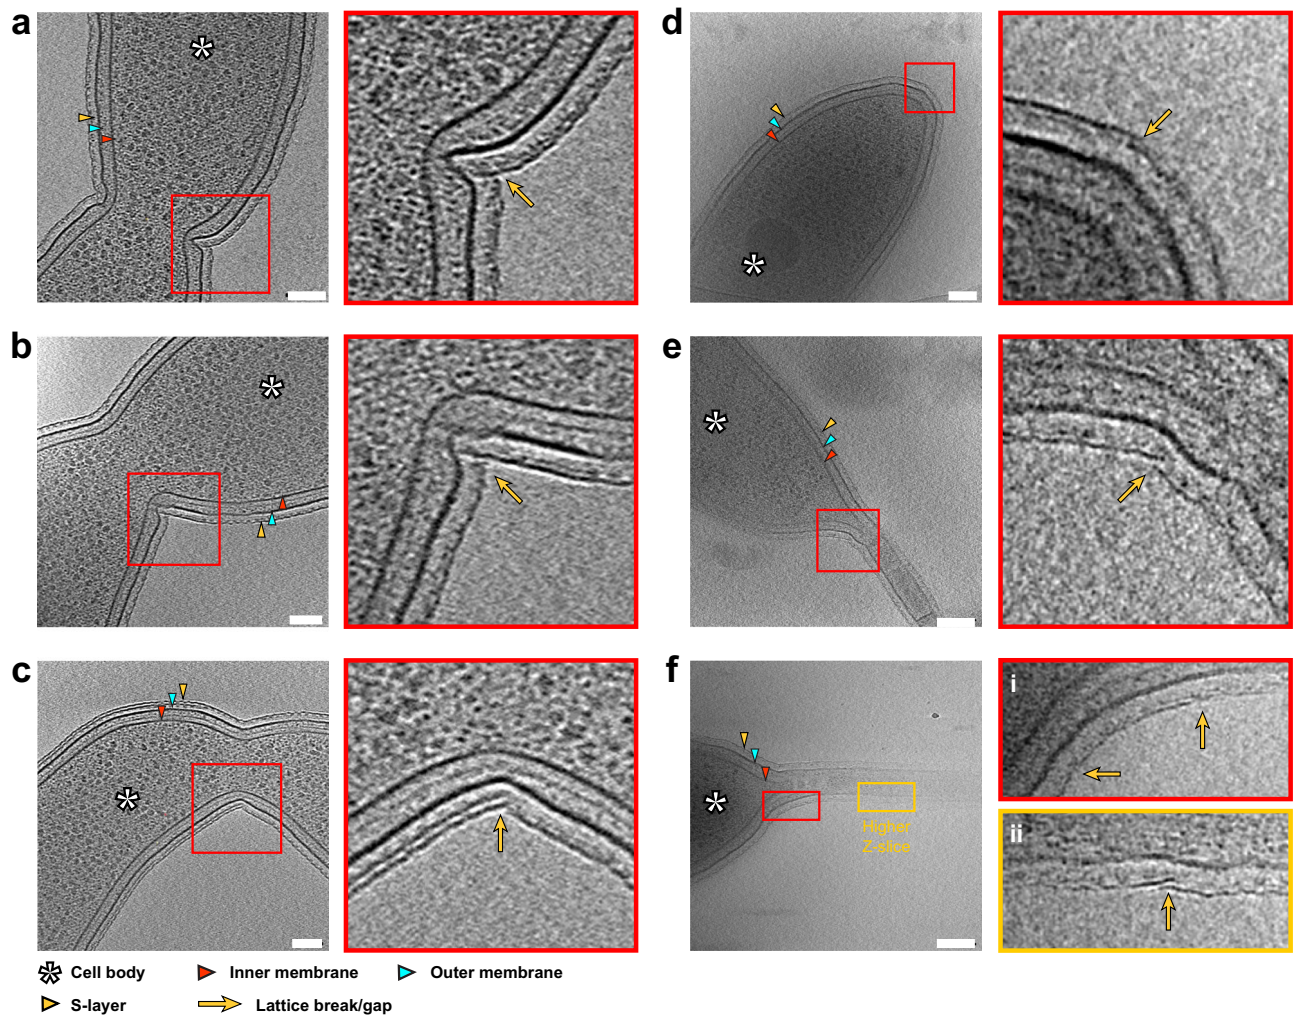 a
d
b
e
c
f
Higher
Z-slice
i
ii
Cell body
Inner membrane
Outer membrane
S-layer
Lattice break/gap